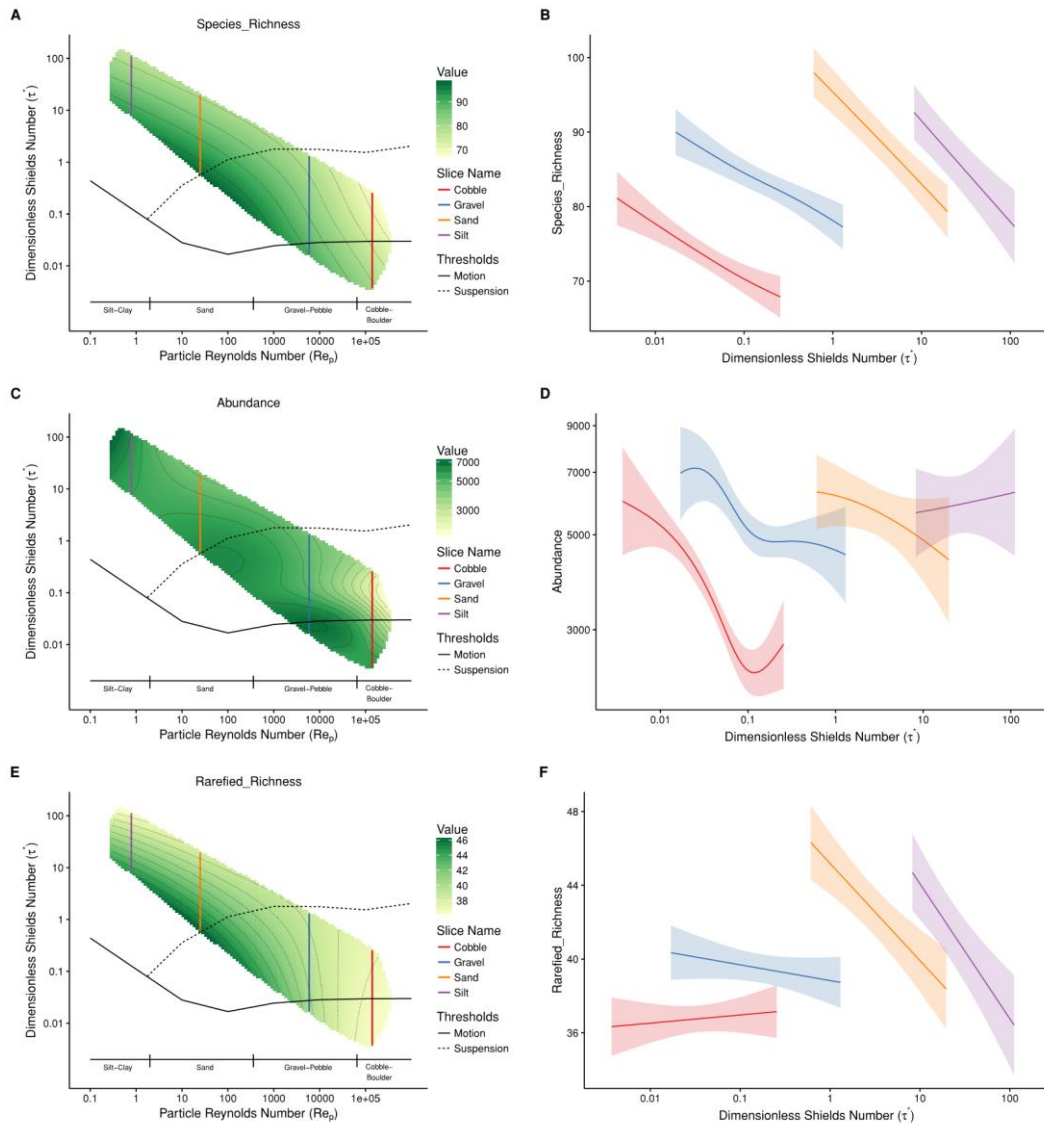 A
Species_Richness
Dimensionless Shields Number (τ*)
100
10
1
0.1
0.01
Silt−Clay
Sand
Gravel−Pebble
Cobble−
Boulder
0.1 1 10 100 1000 10000 1e+05
Particle Reynolds Number (Rep)
Value
90
80
70
Slice Name
Cobble
Gravel
Sand
Silt
Thresholds
Motion
Suspension
B
Species_Richness
100
90
80
70
0.01 0.1 1 10 100
Dimensionless Shields Number (τ*)
C
Abundance
Dimensionless Shields Number (τ*)
100
10
1
0.1
0.01
Silt−Clay
Sand
Gravel−Pebble
Cobble−
Boulder
0.1 1 10 100 1000 10000 1e+05
Particle Reynolds Number (Rep)
Value
7000
5000
3000
Slice Name
Cobble
Gravel
Sand
Silt
Thresholds
Motion
Suspension
D
Abundance
9000
7000
5000
3000
0.01 0.1 1 10 100
Dimensionless Shields Number (τ*)
E
Rarefied_Richness
Dimensionless Shields Number (τ*)
100
10
1
0.1
0.01
Silt−Clay
Sand
Gravel−Pebble
Cobble−
Boulder
0.1 1 10 100 1000 10000 1e+05
Particle Reynolds Number (Rep)
Value
46
44
42
40
38
Slice Name
Cobble
Gravel
Sand
Silt
Thresholds
Motion
Suspension
F
Rarefied_Richness
48
44
40
36
0.01 0.1 1 10 100
Dimensionless Shields Number (τ*)